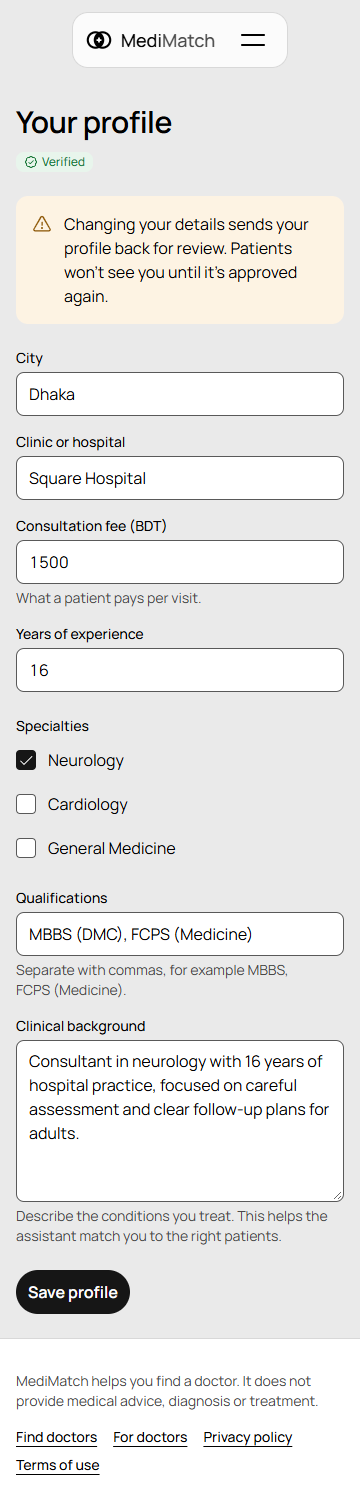 MediMatch
Your profile
Verified
Changing your details sends your
profile back for review. Patients
won't see you until it's approved
again.
City
Dhaka
Clinic or hospital
Square Hospital
Consultation fee (BDT)
1500
What a patient pays per visit.
Years of experience
16
Specialties
Neurology
Cardiology
General Medicine
Qualifications
MBBS (DMC), FCPS (Medicine)
Separate with commas, for example MBBS,
FCPS (Medicine).
Clinical background
Consultant in neurology with 16 years of
hospital practice, focused on careful
assessment and clear follow-up plans for
adults.
Describe the conditions you treat. This helps the
assistant match you to the right patients.
Save profile
MediMatch helps you find a doctor. It does not
provide medical advice, diagnosis or treatment.
Find doctors For doctors Privacy policy
Terms of use